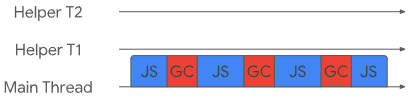 Helper T2
Helper T1
JS GC JS GC JS GC JS
Main Thread